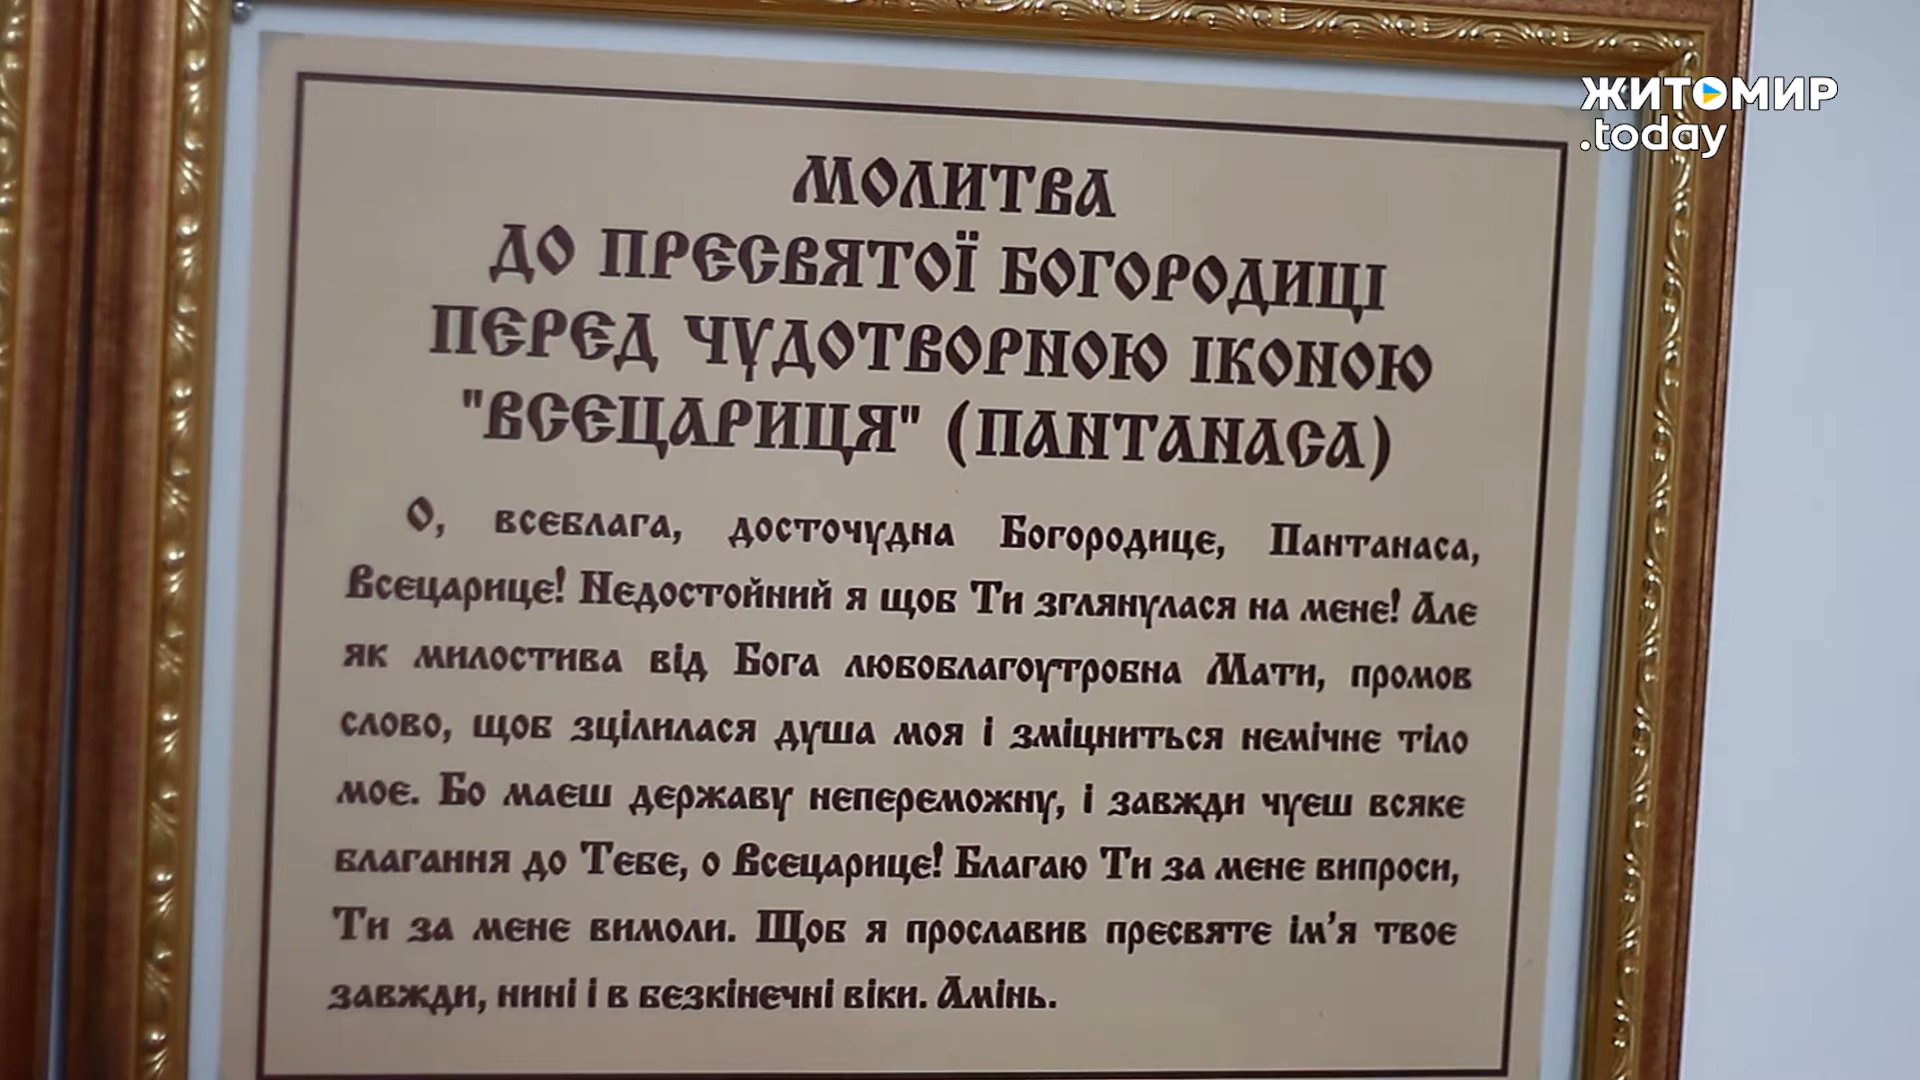 ЖИТОМИР
.today
МОЛИТВА
ДО ПРЕСВЯТОЇ БОГОРОДИЦІ
ПЕРЕД ЧУДОТВОРНОЮ ІКОНОЮ
"ВСЕЦАРИЦЯ" (ПАНТАНАСА)
О, всеблага, досточудна Богородице, Пантанаса,
Всецарице! Недостойний я щоб Ти зглянулася на мене! Але
як милостива від Бога любоблагоутробна Мати, промов
слово, щоб зцілилася душа моя і зміцниться немічне тіло
моє. Бо маєш державу непереможну, і завжди чуєш всяке
благання до Тебе, о Всецарице! Благаю Ти за мене випроси,
Ти за мене вимоли. Щоб я прославив пресвяте ім'я твоє
завжди, нині і в безкінечні віки. Амінь.